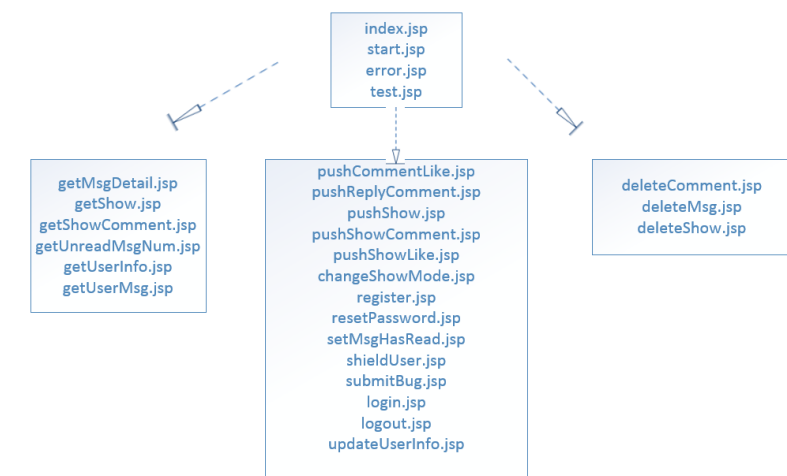 index.jsp
start.jsp
error.jsp
test.jsp
getMsgDetail.jsp
getShow.jsp
getShowComment.jsp
getUnreadMsgNum.jsp
getUserInfo.jsp
getUserMsg.jsp
pushCommentLike.jsp
pushReplyComment.jsp
pushShow.jsp
pushShowComment.jsp
pushShowLike.jsp
changeShowMode.jsp
register.jsp
resetPassword.jsp
setMsgHasRead.jsp
shieldUser.jsp
submitBug.jsp
login.jsp
logout.jsp
updateUserInfo.jsp
deleteComment.jsp
deleteMsg.jsp
deleteShow.jsp